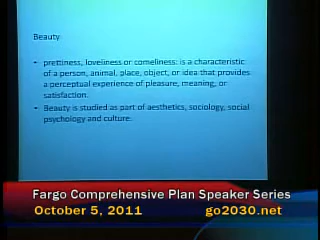 Beauty
• prettiness, loveliness or comeliness: is a characteristic
of a person, animal, place, object, or idea that provides
a perceptual experience of pleasure, meaning, or
satisfaction.
• Beauty is studied as part of aesthetics, sociology, social
psychology and culture.
Fargo Comprehensive Plan Speaker Series
October 5, 2011 go2030.net